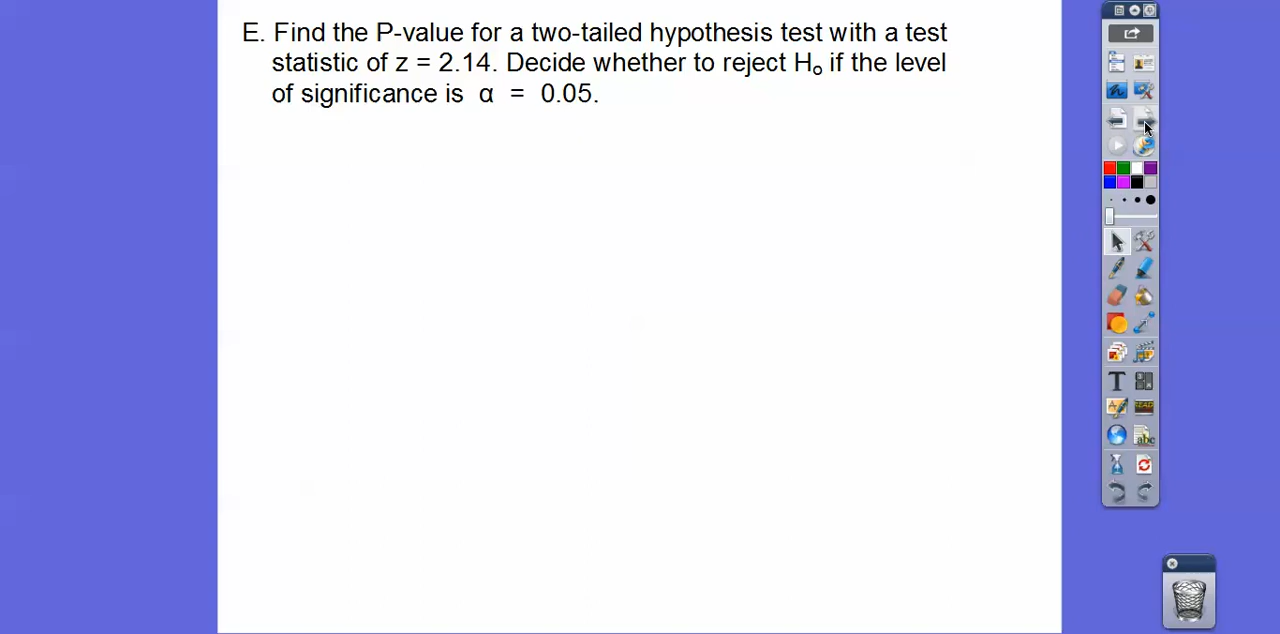 E. Find the P-value for a two-tailed hypothesis test with a test
statistic of z = 2.14. Decide whether to reject H₀ if the level
of significance is α = 0.05.